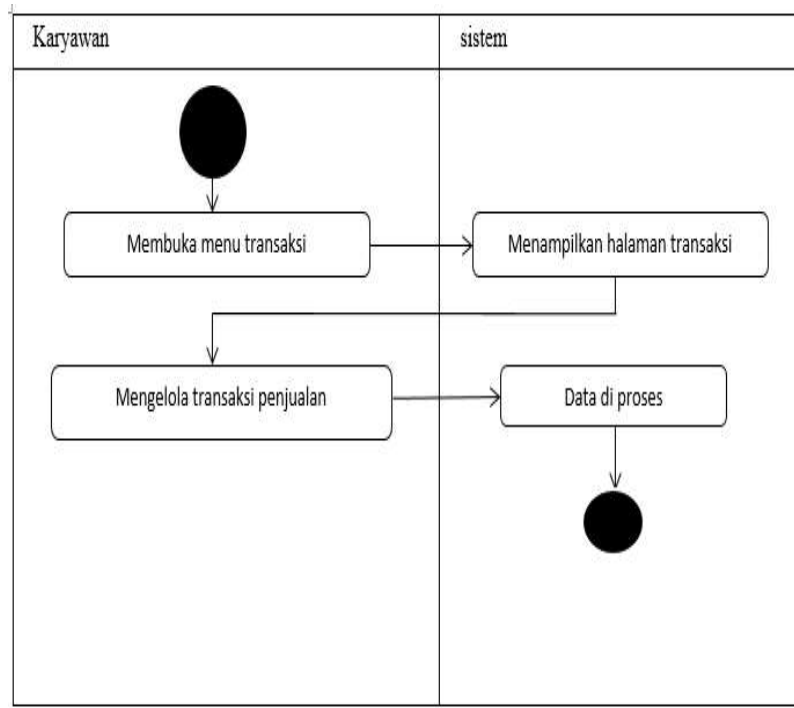 Karyawan
sistem
Membuka menu transaksi
Menampilkan halaman transaksi
Mengelola transaksi penjualan
Data di proses